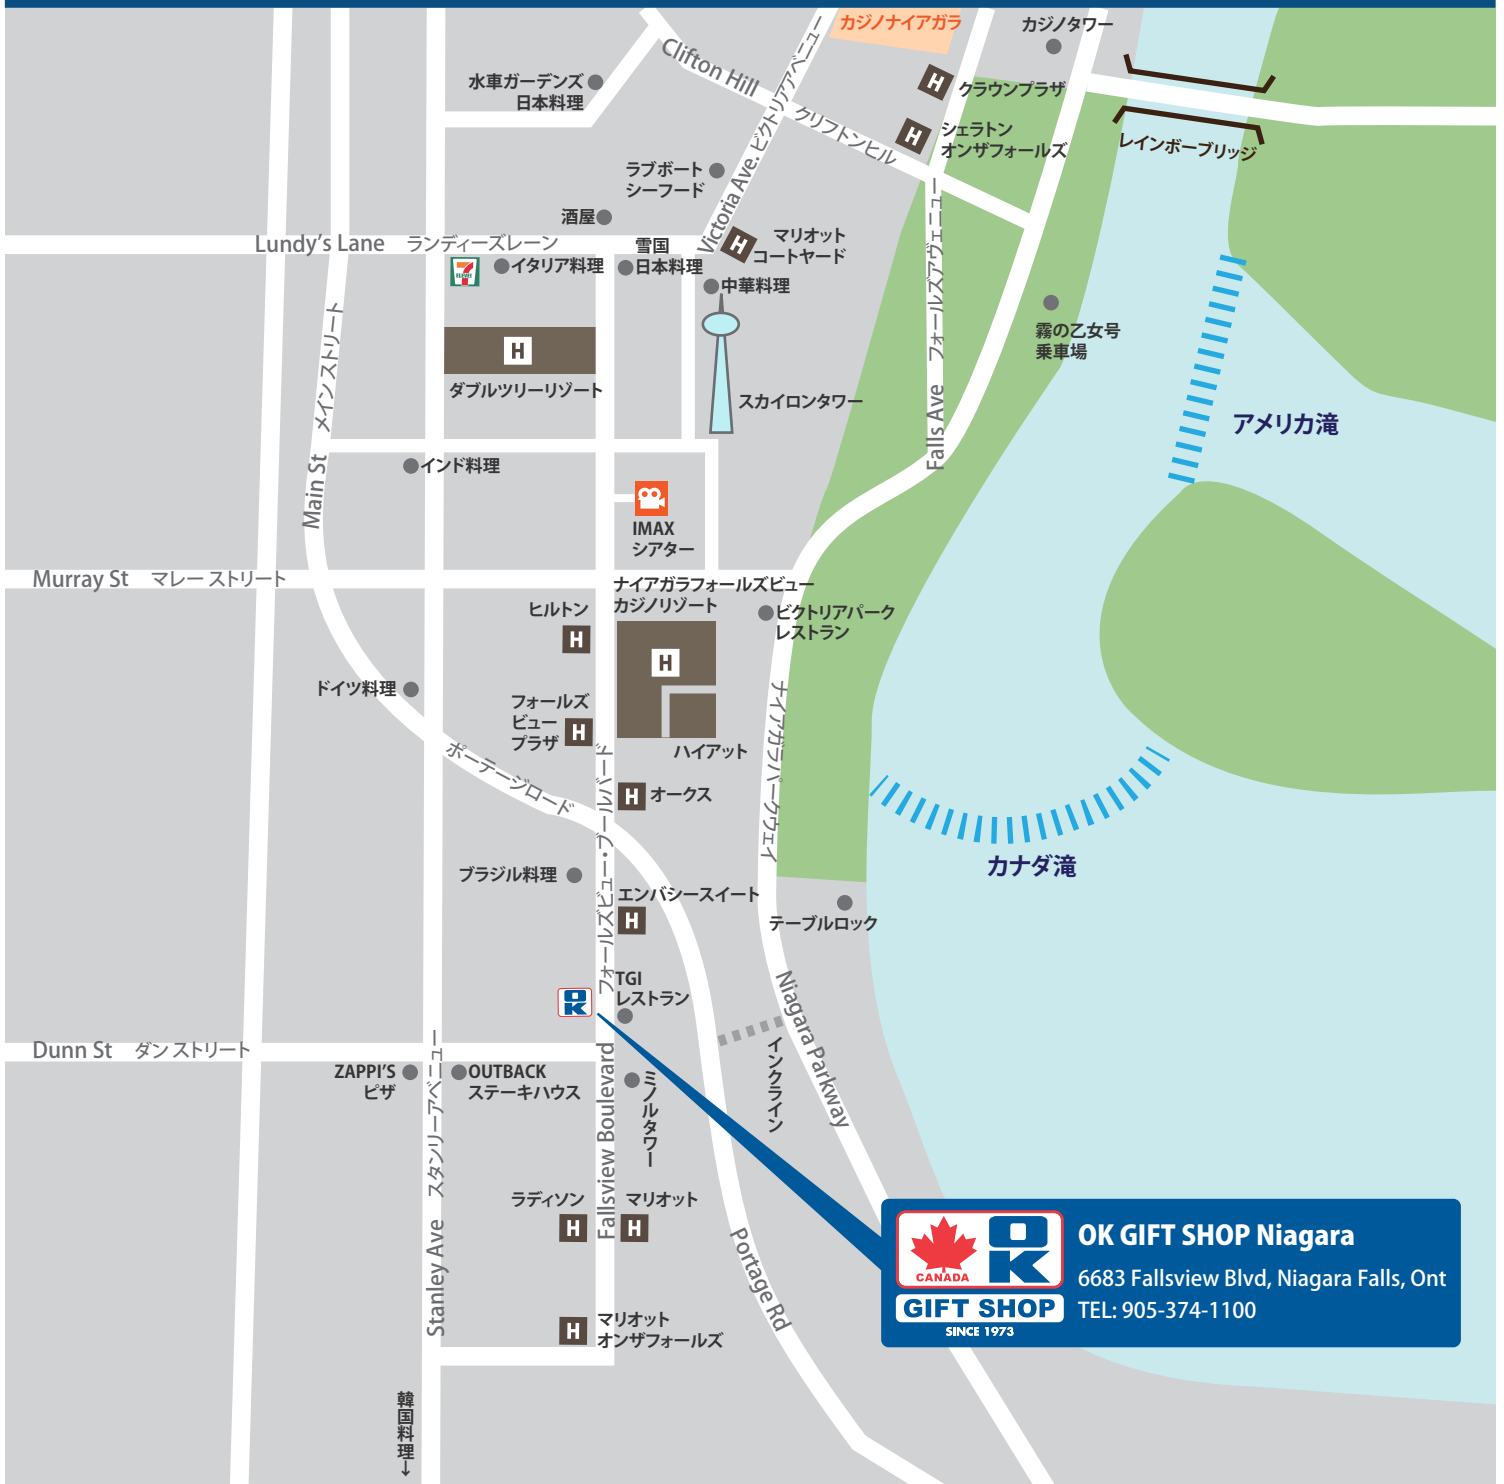 カジノナイアガラ
カジノタワー
Clifton Hill
クリフトンヒル
Victoria Ave. ビクトリアアベニュー
水車ガーデンズ
日本料理
クラウンプラザ
シェラトン
オンザフォールズ
レインボーブリッジ
ラブボート
シーフード
酒屋
Lundy's Lane ランディーズレーン
雪国
日本料理
マリオット
コートヤード
7
ELEVEN
イタリア料理
中華料理
Falls Ave フォールズアヴェニュー
霧の乙女号
乗車場
H
ダブルツリーリゾート
スカイロンタワー
アメリカ滝
Main St メイン ストリート
インド料理
IMAX
シアター
Murray St マレー ストリート
ナイアガラフォールズビュー
カジノリゾート
ヒルトン
H
H
ビクトリアパーク
レストラン
ドイツ料理
フォールズ
ビュー
プラザ
H
ハイアット
ナイアガラパークウェイ
ポーテージロード
H
オークス
フォールズビュー・ブールバード
カナダ滝
ブラジル料理
エンバシースイート
H
テーブルロック
TGI
レストラン
OK
Niagara Parkway
Dunn St ダン ストリート
ZAPPI'S
ピザ
OUTBACK
ステーキハウス
ミノルタワー
インクライン
Stanley Ave スタンリーアベニュー
Fallsview Boulevard
ラディソン
H
マリオット
H
Portage Rd
H
マリオット
オンザフォールズ
韓国料理→
CANADA
OK
GIFT SHOP
SINCE 1973
OK GIFT SHOP Niagara
6683 Fallsview Blvd, Niagara Falls, Ont
TEL: 905-374-1100
H
H
H